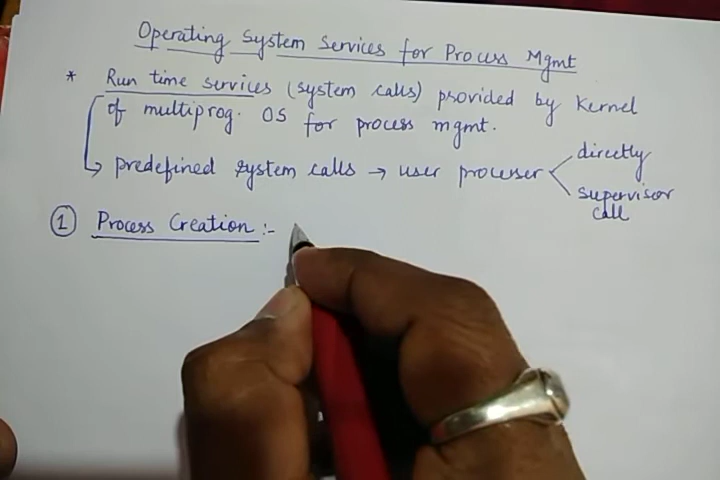 Operating System Services for Process Mgmt
* Run time services (system calls) provided by Kernel
of multiprog. OS for process mgmt.
↳ predefined system calls → user processer < directly
supervisor
call
① Process Creation :-